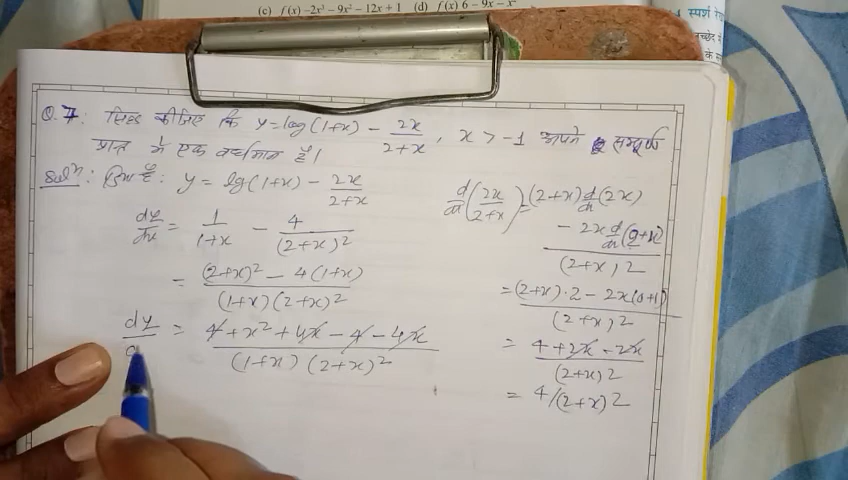 (c) f(x) -2x³ - 9x² - 12x + 1 (d) f(x) 6 - 9x - x²
स्पर्श
Q.7: सिद्ध कीजिए कि y = log(1+x) - 2x/2+x, x > -1 अपने सम्पूर्ण
प्रान्त में एक वर्धमान है।
Solⁿ: दिया है: y = log(1+x) - 2x/2+x
dy/dx = 1/1+x - 4/(2+x)²
= (2+x)² - 4(1+x)/(1+x)(2+x)²
dy = 4+x²+4x-4-4x/(1+x)(2+x)²
d/dx(2x/2+x) = (2+x) d/dx (2x)
- 2x d/dx (2+x)/(2+x)2
= (2+x)·2 - 2x(0+1)/(2+x)2
= 4+2x-2x/(2+x)2
= 4/(2+x)2